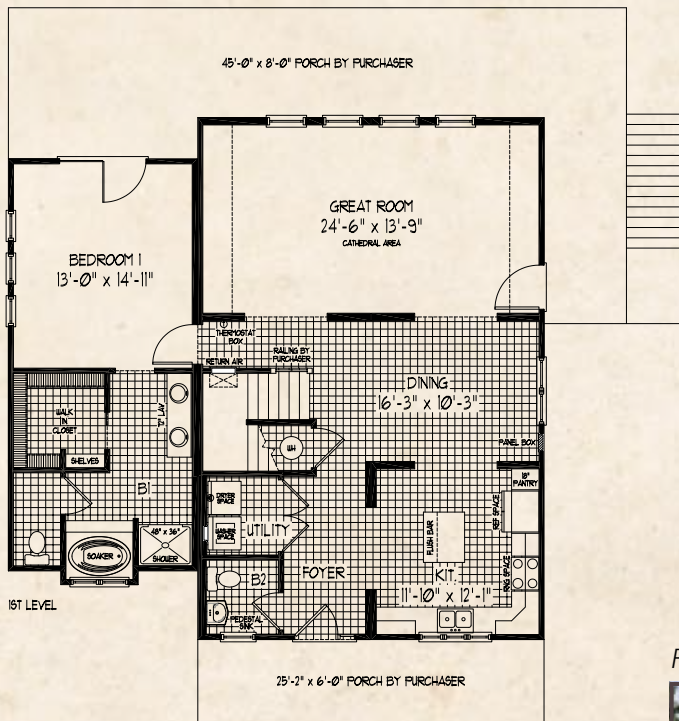 45'-0" x 8'-0" PORCH BY PURCHASER
GREAT ROOM
24'-6" x 13'-9"
CATHEDRAL AREA
BEDROOM 1
13'-0" x 14'-11"
THERMOSTAT
BOX
RETURN AIR
RAILING BY
PURCHASER
DINING
16'-3" x 10'-3"
WALK
IN
CLOSET
72" LAV
WH
PANEL BOX
SHELVES
18"
PANTRY
B1
DRYER
SPACE
REF SPACE
WASHER
SPACE
UTILITY
FLUSH BAR
48" x 36"
SHOWER
SOAKER
RNG SPACE
B2
FOYER
KIT.
11'-10" x 12'-1"
PEDESTAL
SINK
1ST LEVEL
25'-2" x 6'-0" PORCH BY PURCHASER